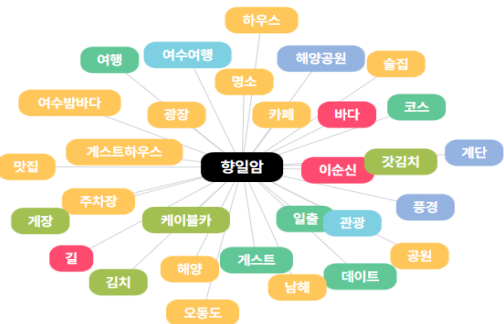 하우스
여행
여수여행
해양공원
술집
명소
여수밤바다
광장
카페
바다
코스
맛집
게스트하우스
향일암
이순신
갓김치
계단
주차장
게장
케이블카
일출
관광
풍경
길
김치
해양
게스트
남해
데이트
공원
오동도